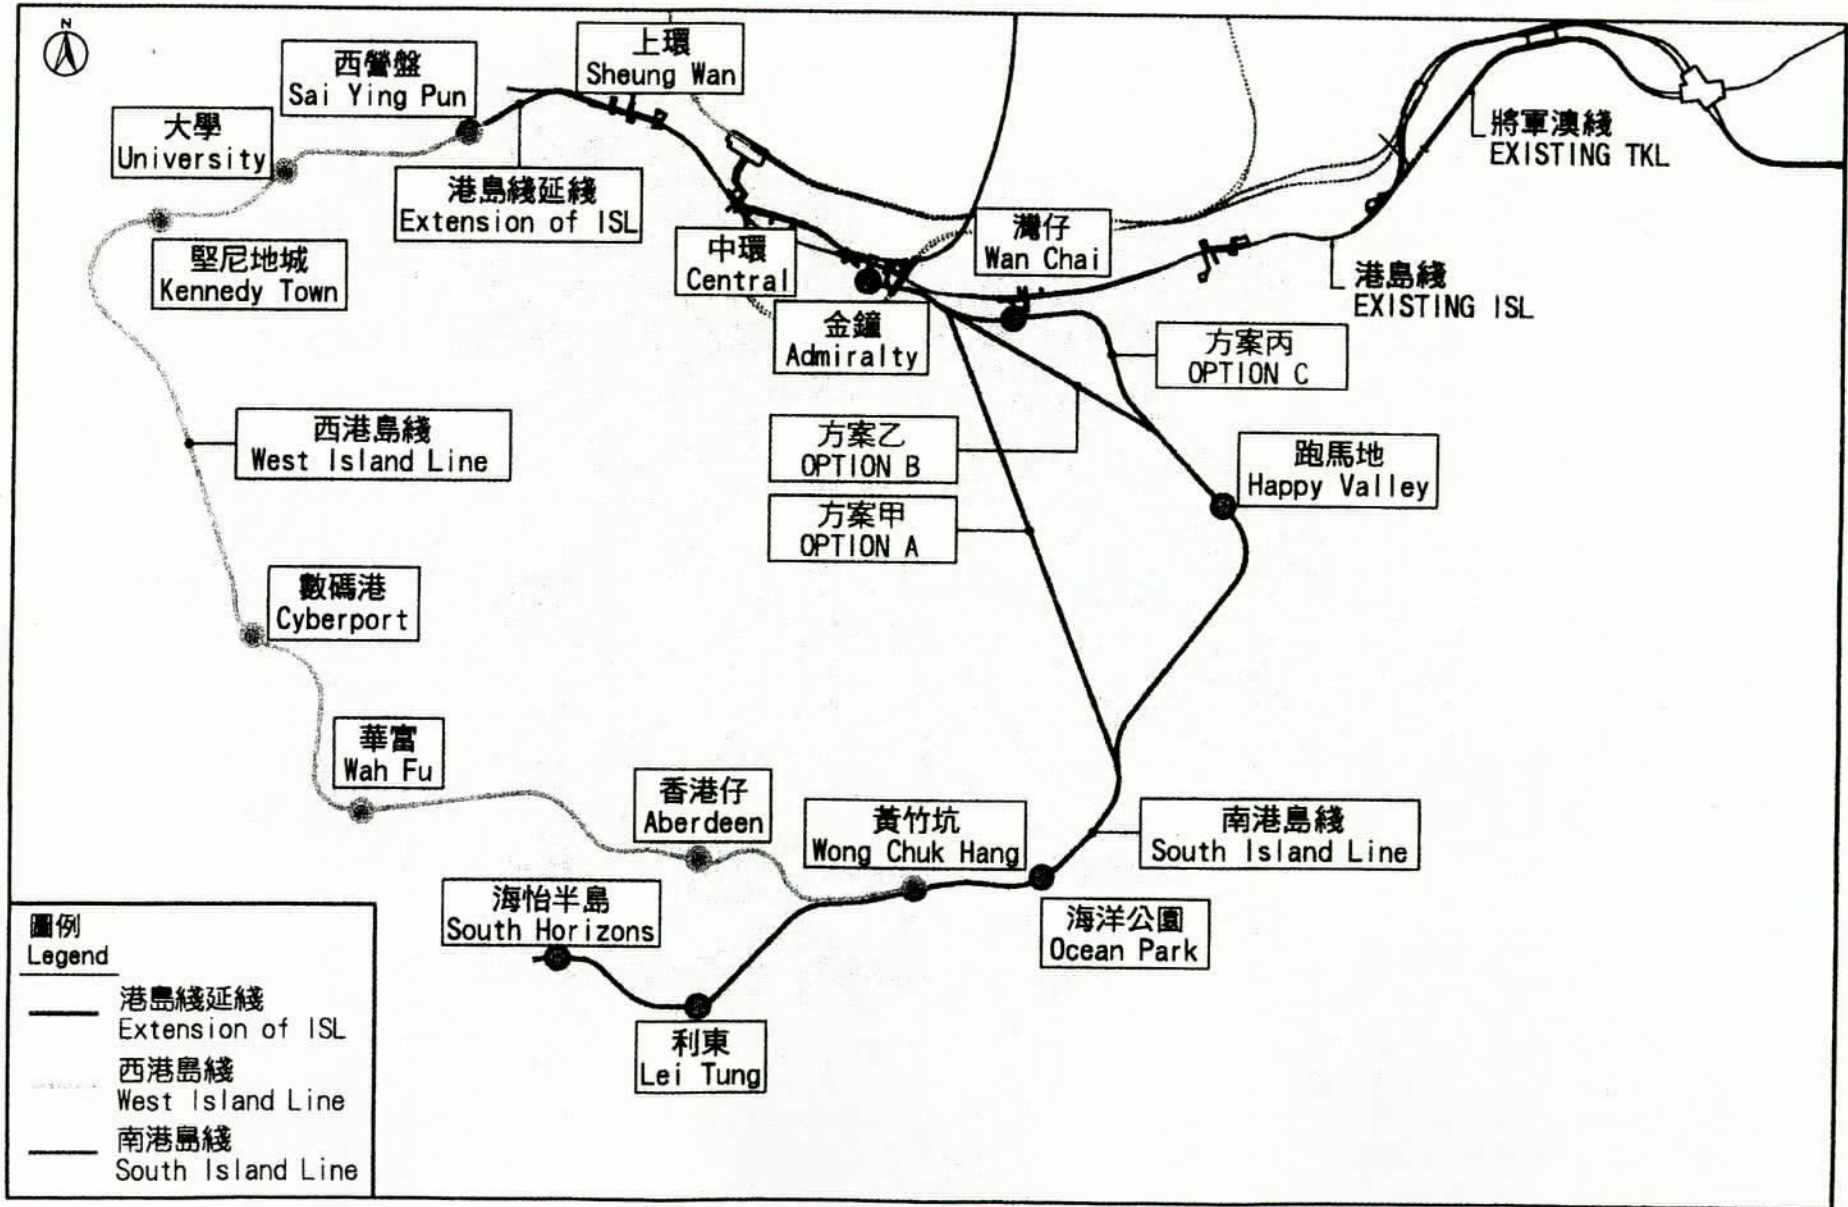 N
上環
Sheung Wan
西營盤
Sai Ying Pun
大學
University
將軍澳綫
EXISTING TKL
港島綫延綫
Extension of ISL
灣仔
Wan Chai
中環
Central
堅尼地城
Kennedy Town
港島綫
EXISTING ISL
金鐘
Admiralty
方案丙
OPTION C
西港島綫
West Island Line
方案乙
OPTION B
跑馬地
Happy Valley
方案甲
OPTION A
數碼港
Cyberport
華富
Wah Fu
香港仔
Aberdeen
黃竹坑
Wong Chuk Hang
南港島綫
South Island Line
海怡半島
South Horizons
海洋公園
Ocean Park
利東
Lei Tung
圖例
Legend
港島綫延綫
Extension of ISL
西港島綫
West Island Line
南港島綫
South Island Line